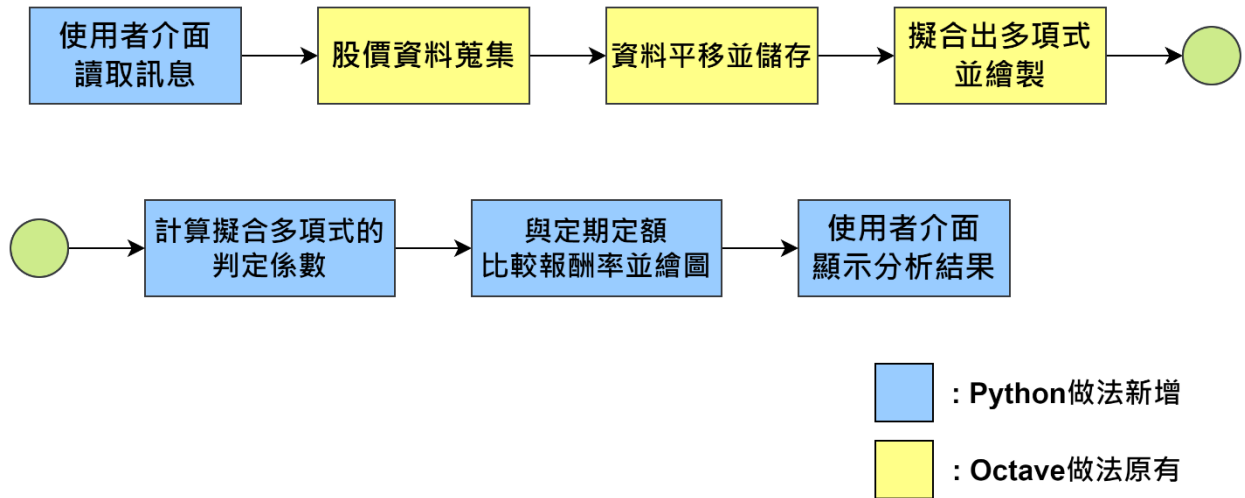 使用者介面
讀取訊息
股價資料蒐集
資料平移並儲存
擬合出多項式
並繪製
計算擬合多項式的
判定係數
與定期定額
比較報酬率並繪圖
使用者介面
顯示分析結果
: Python做法新增
: Octave做法原有